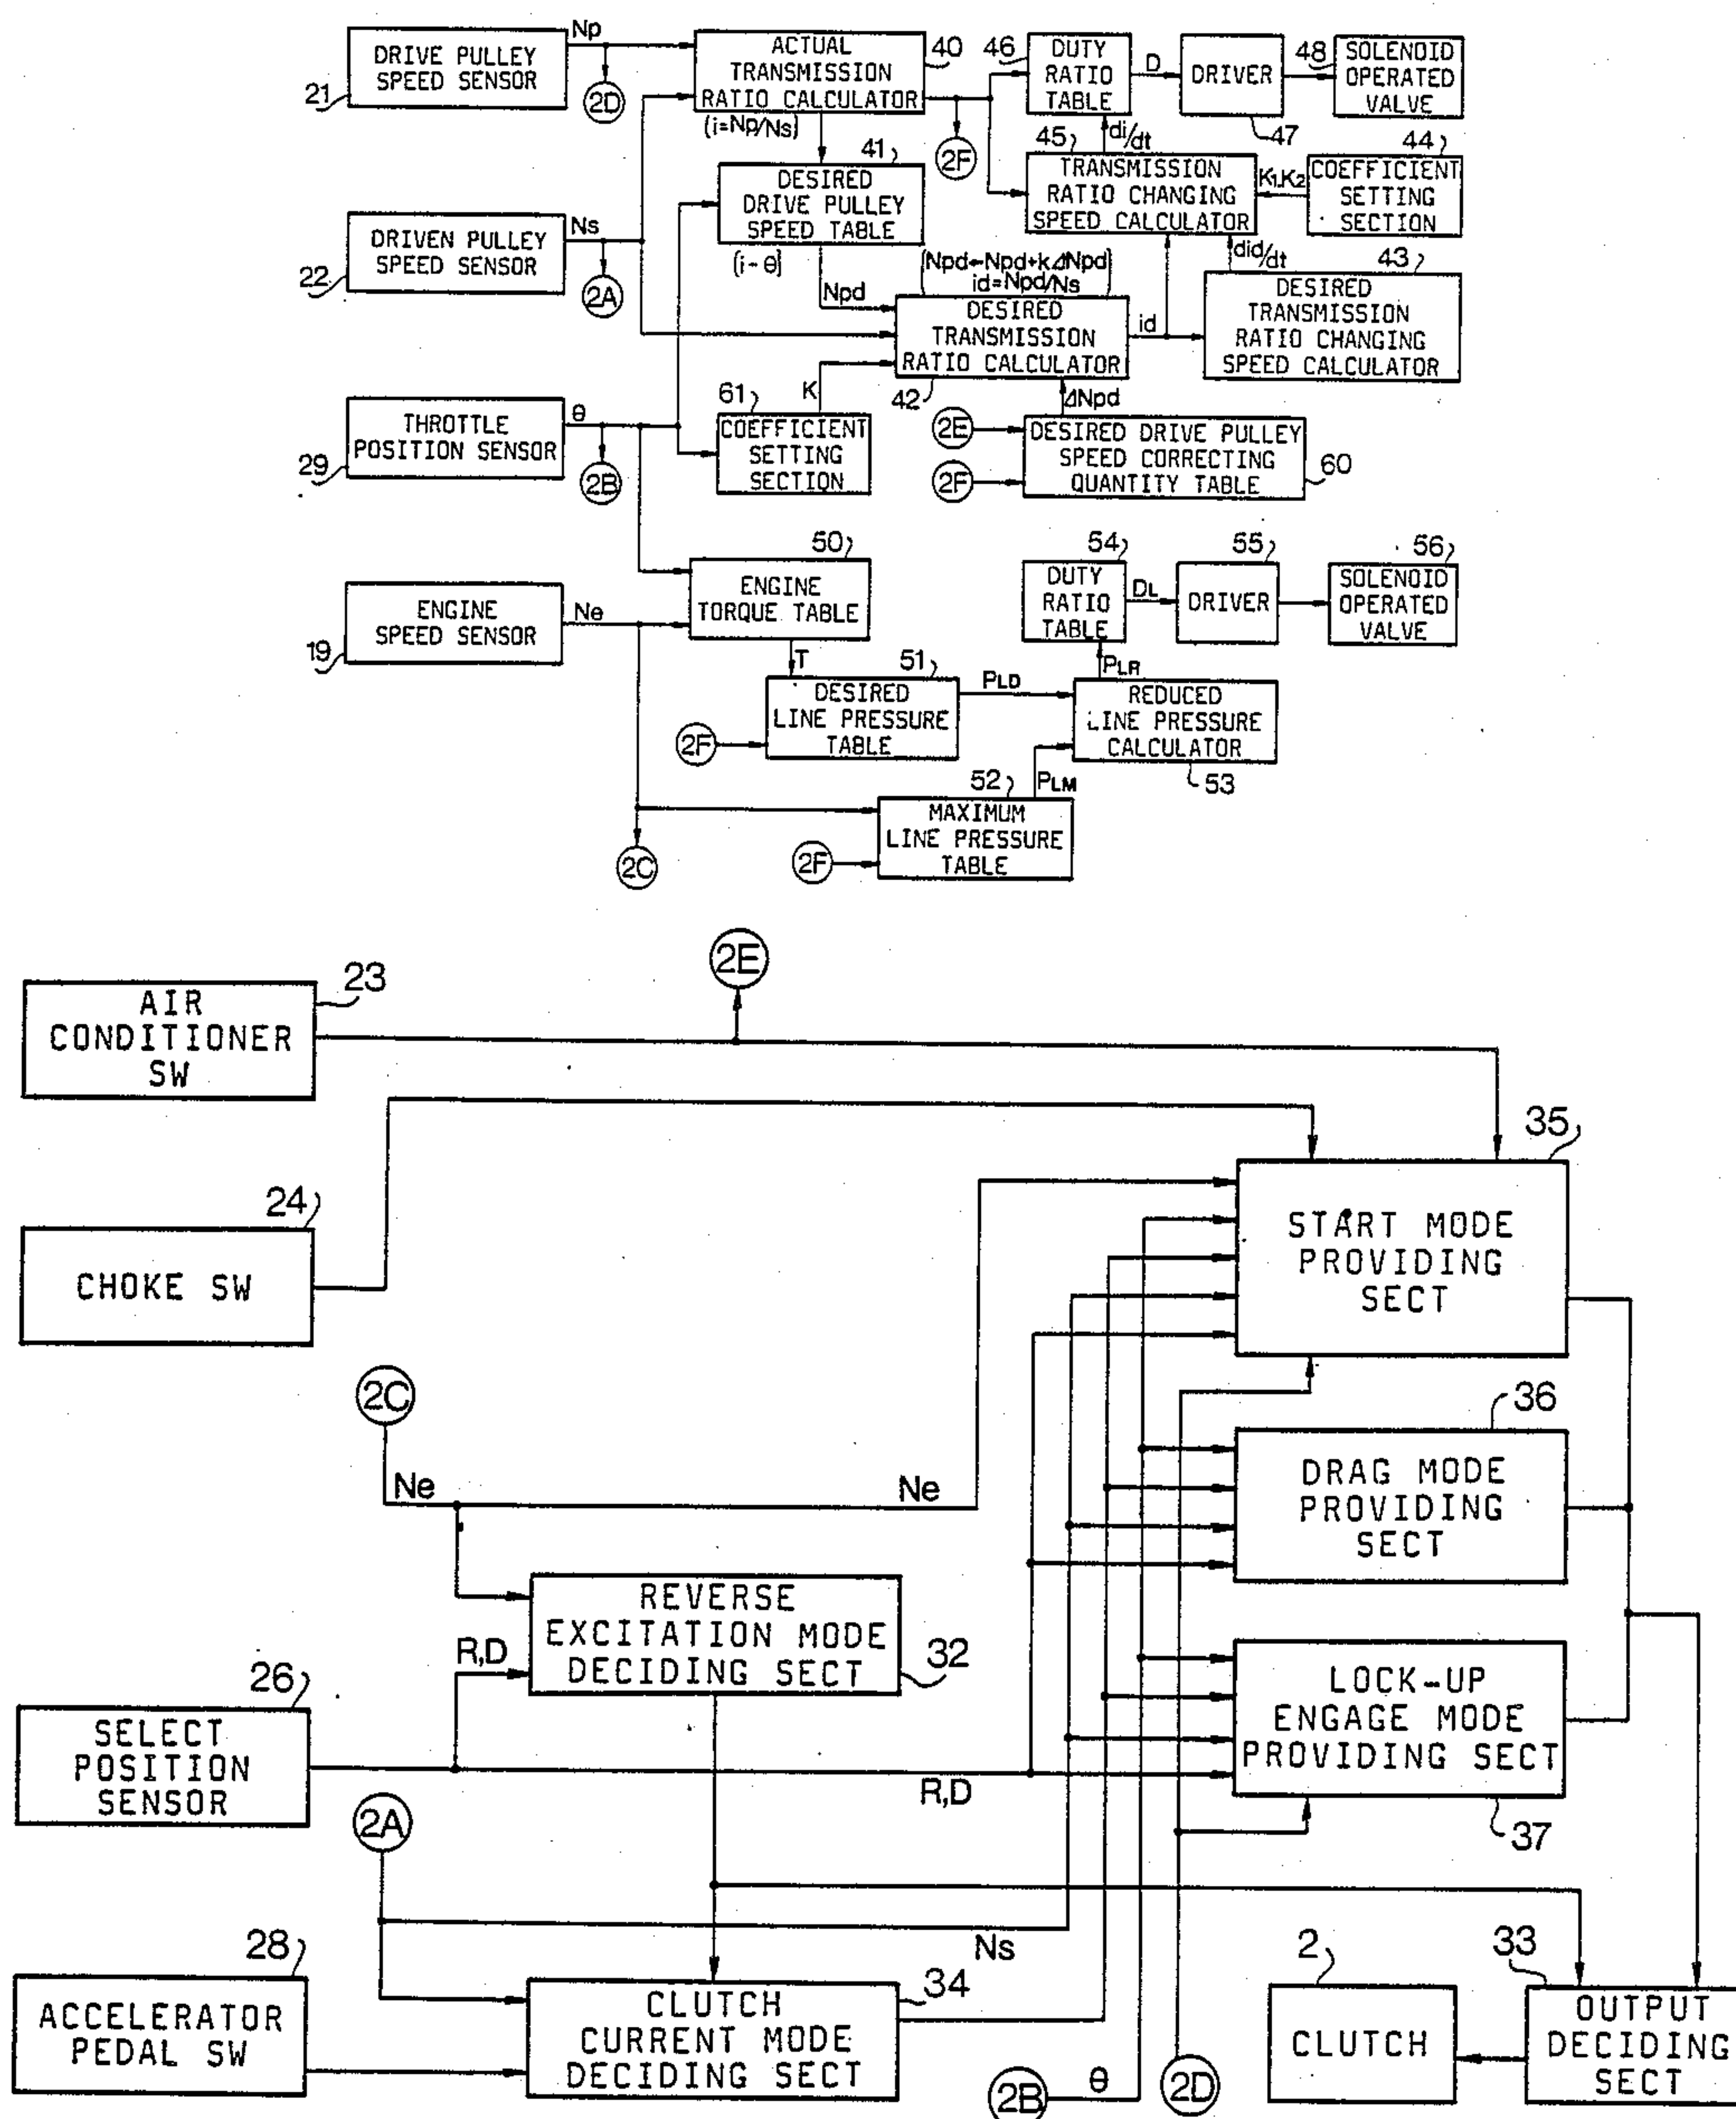 DRIVE PULLEY
SPEED SENSOR
21
Np
2D
ACTUAL
TRANSMISSION
RATIO CALCULATOR
40
(i=Np/Ns)
46
DUTY
RATIO
TABLE
D
DRIVER
47
48
SOLENOID
OPERATED
VALVE
2F
41
DESIRED
DRIVE PULLEY
SPEED TABLE
(i-θ)
di/dt
45
TRANSMISSION
RATIO CHANGING
SPEED CALCULATOR
K1.K2
44
COEFFICIENT
SETTING
SECTION
DRIVEN PULLEY
SPEED SENSOR
22
Ns
2A
Npd
(Npd←Npd+k⊿Npd)
id=Npd/Ns
DESIRED
TRANSMISSION
RATIO CALCULATOR
42
id
did/dt
43
DESIRED
TRANSMISSION
RATIO CHANGING
SPEED CALCULATOR
THROTTLE
POSITION SENSOR
29
θ
2B
61
K
COEFFICIENT
SETTING
SECTION
⊿Npd
2E
2F
DESIRED DRIVE PULLEY
SPEED CORRECTING
QUANTITY TABLE
60
ENGINE
SPEED SENSOR
19
Ne
50
ENGINE
TORQUE TABLE
T
54
DUTY
RATIO
TABLE
DL
55
DRIVER
56
SOLENOID
OPERATED
VALVE
51
DESIRED
LINE PRESSURE
TABLE
2F
PLD
PLR
REDUCED
LINE PRESSURE
CALCULATOR
53
52
PLM
MAXIMUM
LINE PRESSURE
TABLE
2F
2C
23
AIR
CONDITIONER
SW
2E
24
CHOKE SW
35
START MODE
PROVIDING
SECT
2C
Ne
Ne
36
DRAG MODE
PROVIDING
SECT
REVERSE
EXCITATION MODE
DECIDING SECT
32
R,D
26
SELECT
POSITION
SENSOR
R,D
LOCK-UP
ENGAGE MODE
PROVIDING SECT
37
2A
Ns
28
ACCELERATOR
PEDAL SW
34
CLUTCH
CURRENT MODE
DECIDING SECT
2B
θ
2D
2
CLUTCH
33
OUTPUT
DECIDING
SECT